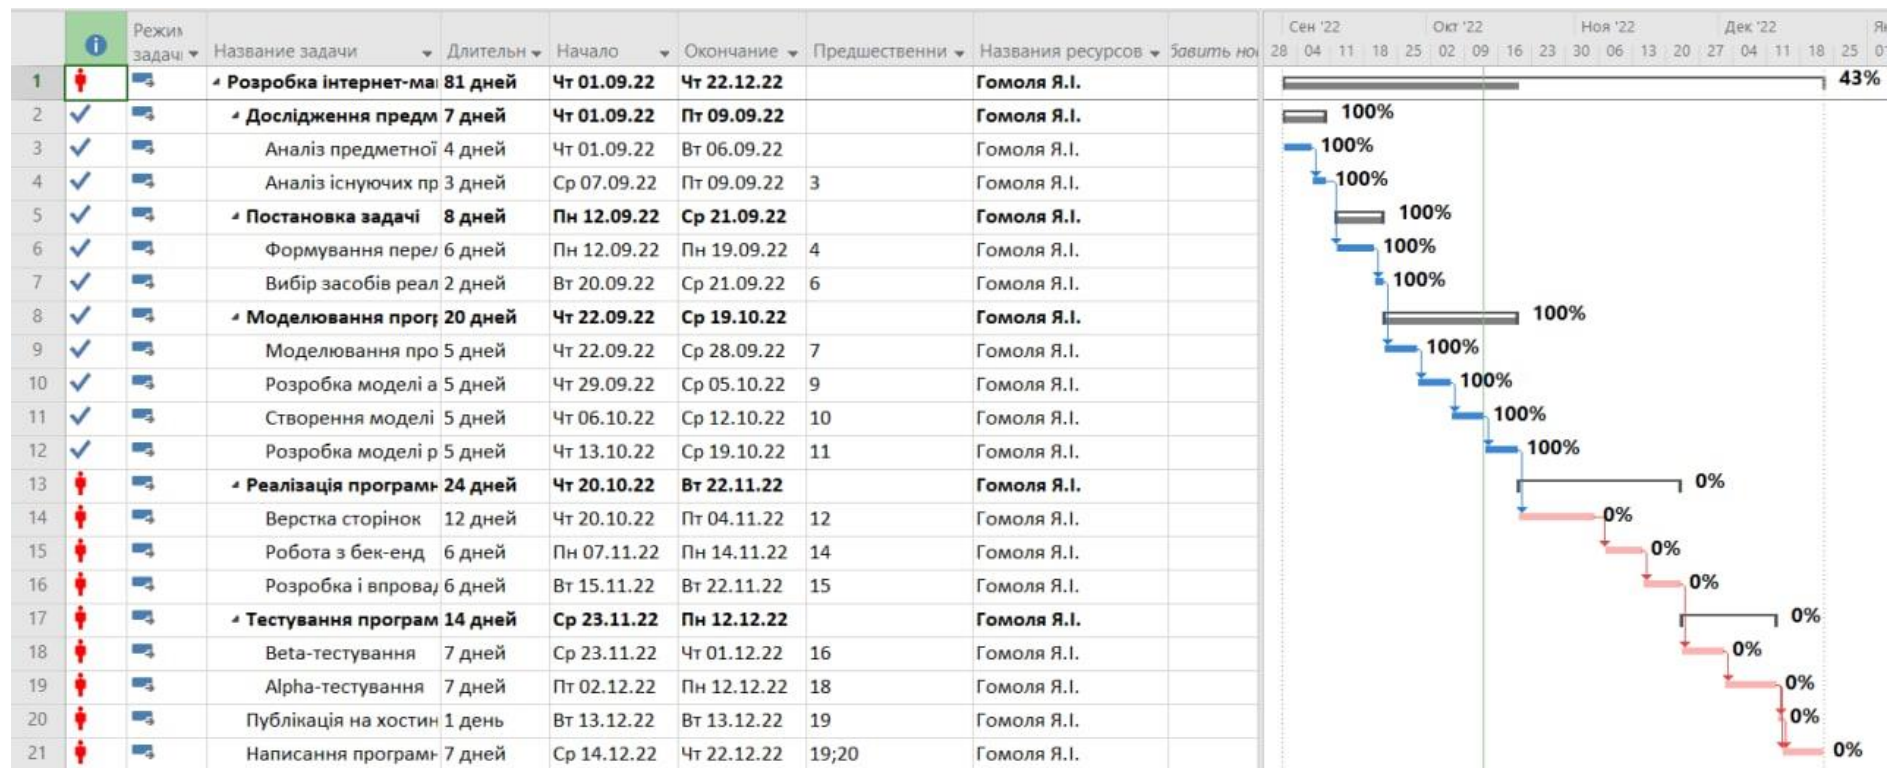 Сен '22 Окт '22 Ноя '22 Дек '22
Режим задачи Название задачи Длительн Начало Окончание Предшественни Названия ресурсов 28 04 11 18 25 02 09 16 23 30 06 13 20 27 04 11 18 25 01
1 Розробка інтернет-ма 81 дней Чт 01.09.22 Чт 22.12.22 Гомоля Я.І. 43%
2 Дослідження предм 7 дней Чт 01.09.22 Пт 09.09.22 Гомоля Я.І. 100%
3 Аналіз предметної 4 дней Чт 01.09.22 Вт 06.09.22 Гомоля Я.І. 100%
4 Аналіз існуючих пр 3 дней Ср 07.09.22 Пт 09.09.22 3 Гомоля Я.І. 100%
5 Постановка задачі 8 дней Пн 12.09.22 Ср 21.09.22 Гомоля Я.І. 100%
6 Формування перел 6 дней Пн 12.09.22 Пн 19.09.22 4 Гомоля Я.І. 100%
7 Вибір засобів реал 2 дней Вт 20.09.22 Ср 21.09.22 6 Гомоля Я.І. 100%
8 Моделювання прогр 20 дней Чт 22.09.22 Ср 19.10.22 Гомоля Я.І. 100%
9 Моделювання про 5 дней Чт 22.09.22 Ср 28.09.22 7 Гомоля Я.І. 100%
10 Розробка моделі а 5 дней Чт 29.09.22 Ср 05.10.22 9 Гомоля Я.І. 100%
11 Створення моделі 5 дней Чт 06.10.22 Ср 12.10.22 10 Гомоля Я.І. 100%
12 Розробка моделі р 5 дней Чт 13.10.22 Ср 19.10.22 11 Гомоля Я.І. 100%
13 Реалізація програмн 24 дней Чт 20.10.22 Вт 22.11.22 Гомоля Я.І. 0%
14 Верстка сторінок 12 дней Чт 20.10.22 Пт 04.11.22 12 Гомоля Я.І. 0%
15 Робота з бек-енд 6 дней Пн 07.11.22 Пн 14.11.22 14 Гомоля Я.І. 0%
16 Розробка і впровад 6 дней Вт 15.11.22 Вт 22.11.22 15 Гомоля Я.І. 0%
17 Тестування програм 14 дней Ср 23.11.22 Пн 12.12.22 Гомоля Я.І. 0%
18 Beta-тестування 7 дней Ср 23.11.22 Чт 01.12.22 16 Гомоля Я.І. 0%
19 Alpha-тестування 7 дней Пт 02.12.22 Пн 12.12.22 18 Гомоля Я.І. 0%
20 Публікація на хостин 1 день Вт 13.12.22 Вт 13.12.22 19 Гомоля Я.І. 0%
21 Написання програмн 7 дней Ср 14.12.22 Чт 22.12.22 19;20 Гомоля Я.І. 0%